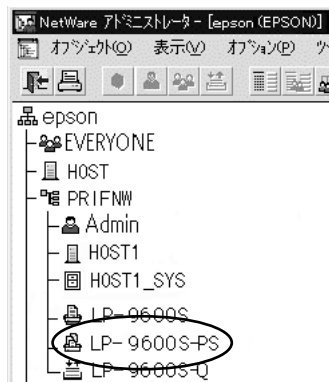 NetWare ｱﾄﾞﾐﾆｽﾄﾚｰﾀ - [epson (EPSON)]
ｵﾌﾞｼﾞｪｸﾄ(O) 表示(V) ｵﾌﾟｼｮﾝ(P)
epson
EVERYONE
HOST
PRIFNW
Admin
HOST1
HOST1_SYS
LP-9600S
LP-9600S-PS
LP-9600S-Q